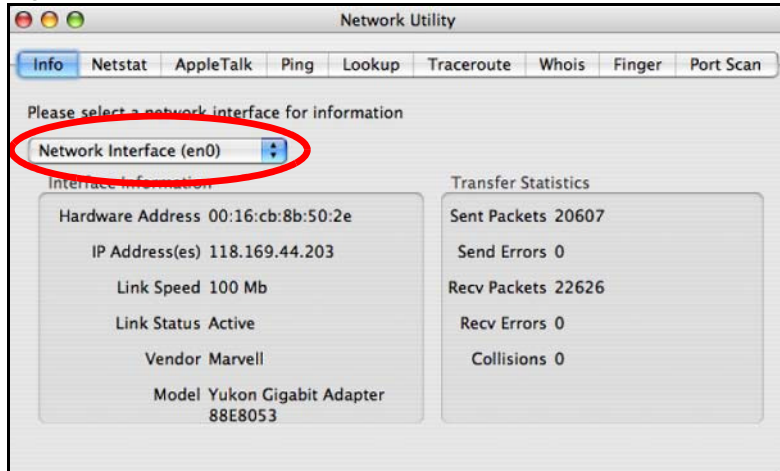 Network Utility
Info Netstat AppleTalk Ping Lookup Traceroute Whois Finger Port Scan
Please select a network interface for information
Network Interface (en0)
Interface Information
Hardware Address 00:16:cb:8b:50:2e
IP Address(es) 118.169.44.203
Link Speed 100 Mb
Link Status Active
Vendor Marvell
Model Yukon Gigabit Adapter
88E8053
Transfer Statistics
Sent Packets 20607
Send Errors 0
Recv Packets 22626
Recv Errors 0
Collisions 0